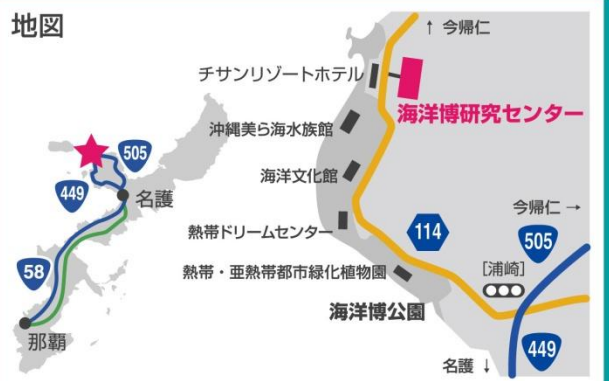 地図
↑ 今帰仁
チサンリゾートホテル
海洋博研究センター
沖縄美ら海水族館
505
449
名護
海洋文化館
今帰仁 →
熱帯ドリームセンター
114
505
58
[浦崎]
熱帯・亜熱帯都市緑化植物園
海洋博公園
那覇
449
名護 ↓